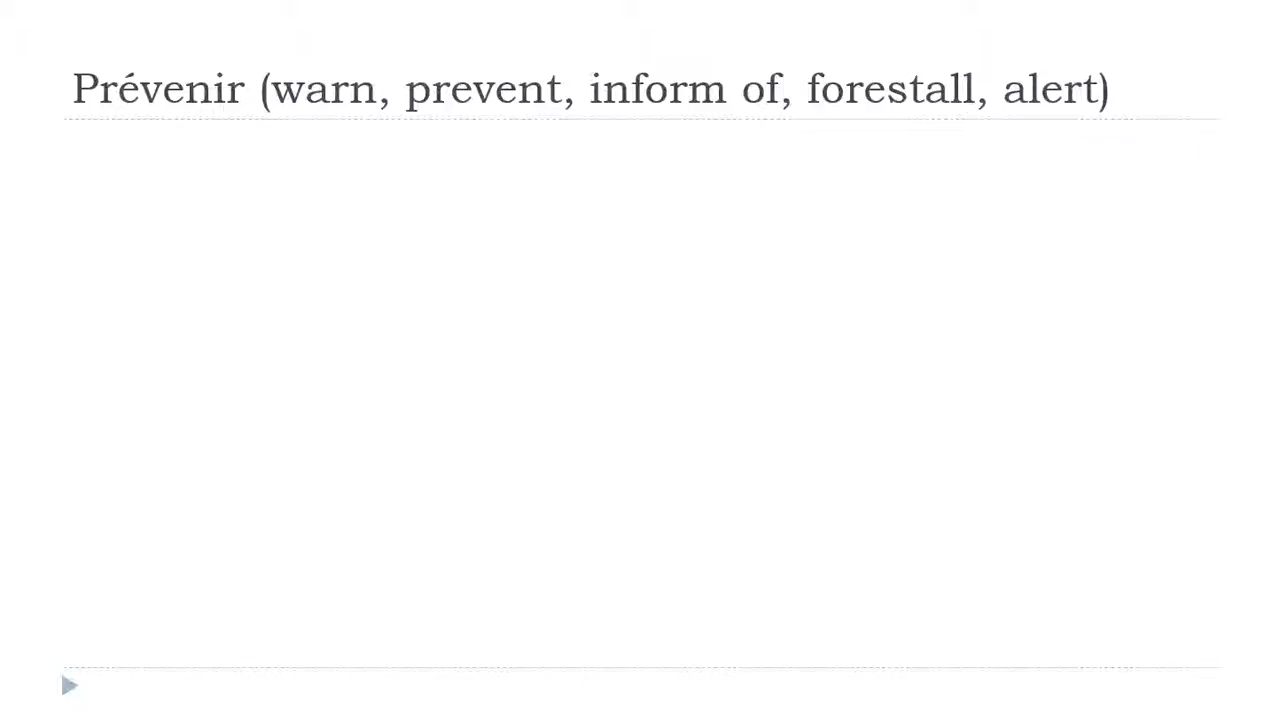 Prévenir (warn, prevent, inform of, forestall, alert)